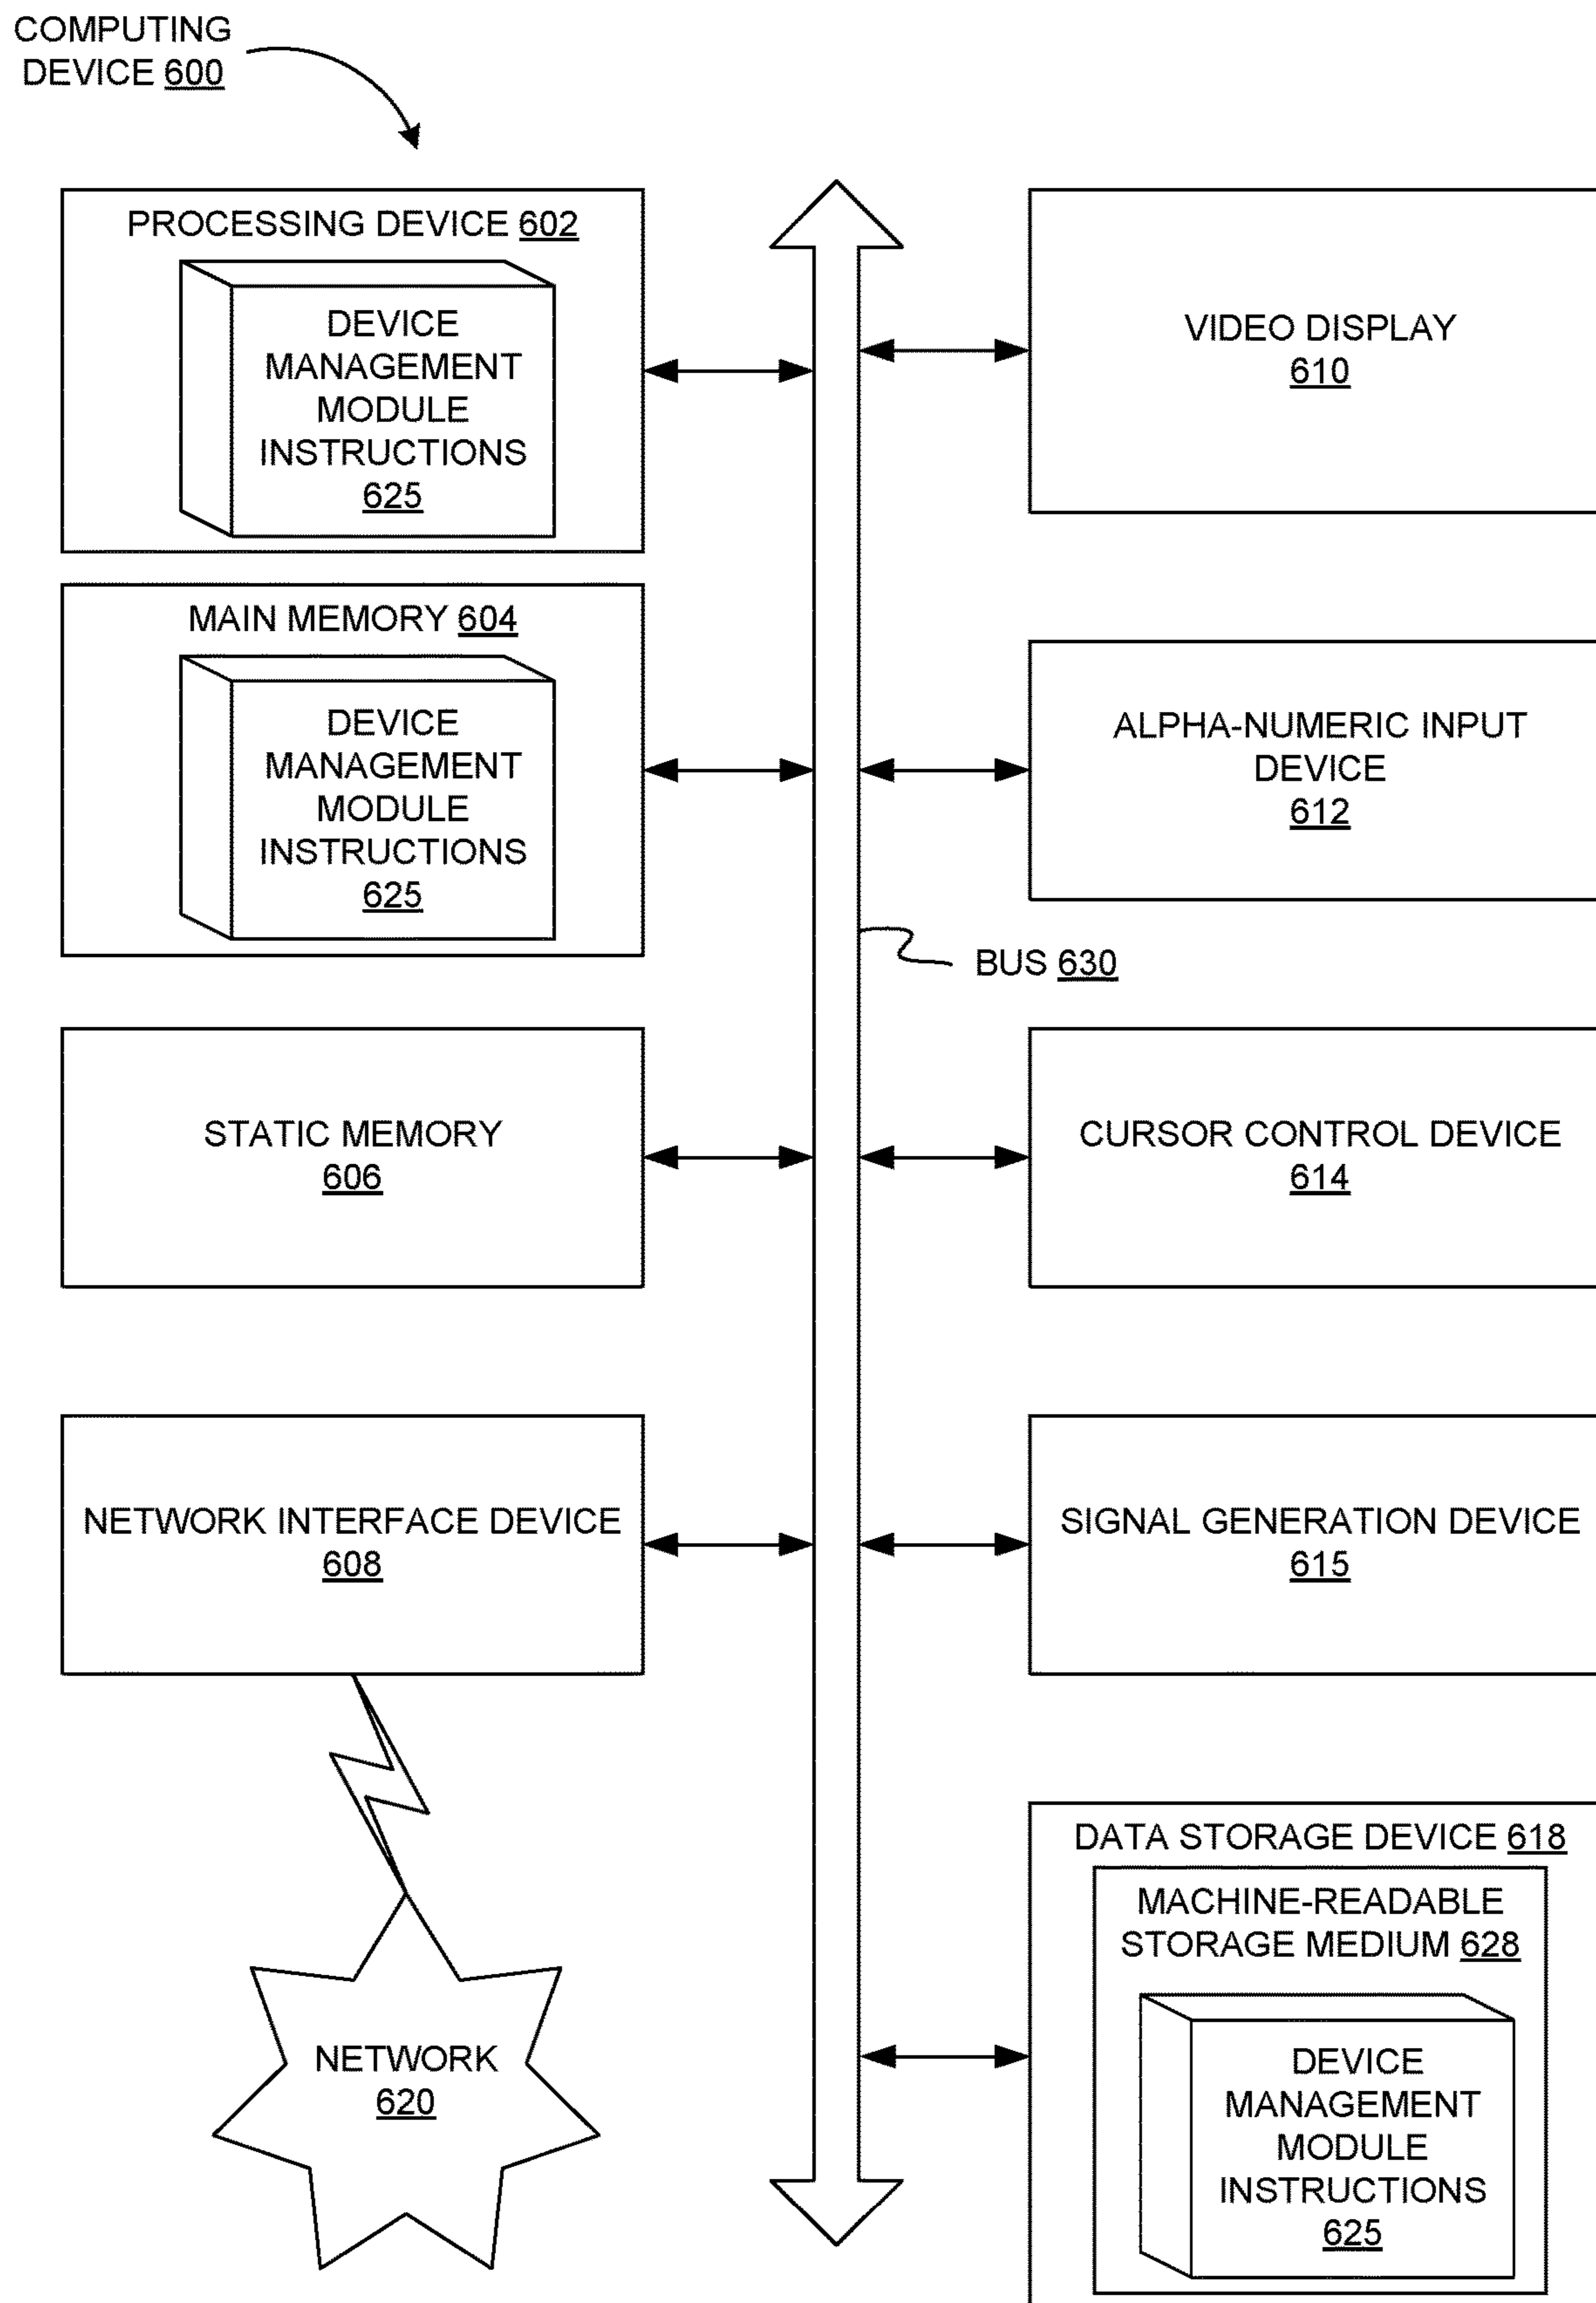 COMPUTING
DEVICE 600
PROCESSING DEVICE 602
DEVICE
MANAGEMENT
MODULE
INSTRUCTIONS
625
MAIN MEMORY 604
DEVICE
MANAGEMENT
MODULE
INSTRUCTIONS
625
STATIC MEMORY
606
NETWORK INTERFACE DEVICE
608
NETWORK
620
BUS 630
VIDEO DISPLAY
610
ALPHA-NUMERIC INPUT
DEVICE
612
CURSOR CONTROL DEVICE
614
SIGNAL GENERATION DEVICE
615
DATA STORAGE DEVICE 618
MACHINE-READABLE
STORAGE MEDIUM 628
DEVICE
MANAGEMENT
MODULE
INSTRUCTIONS
625